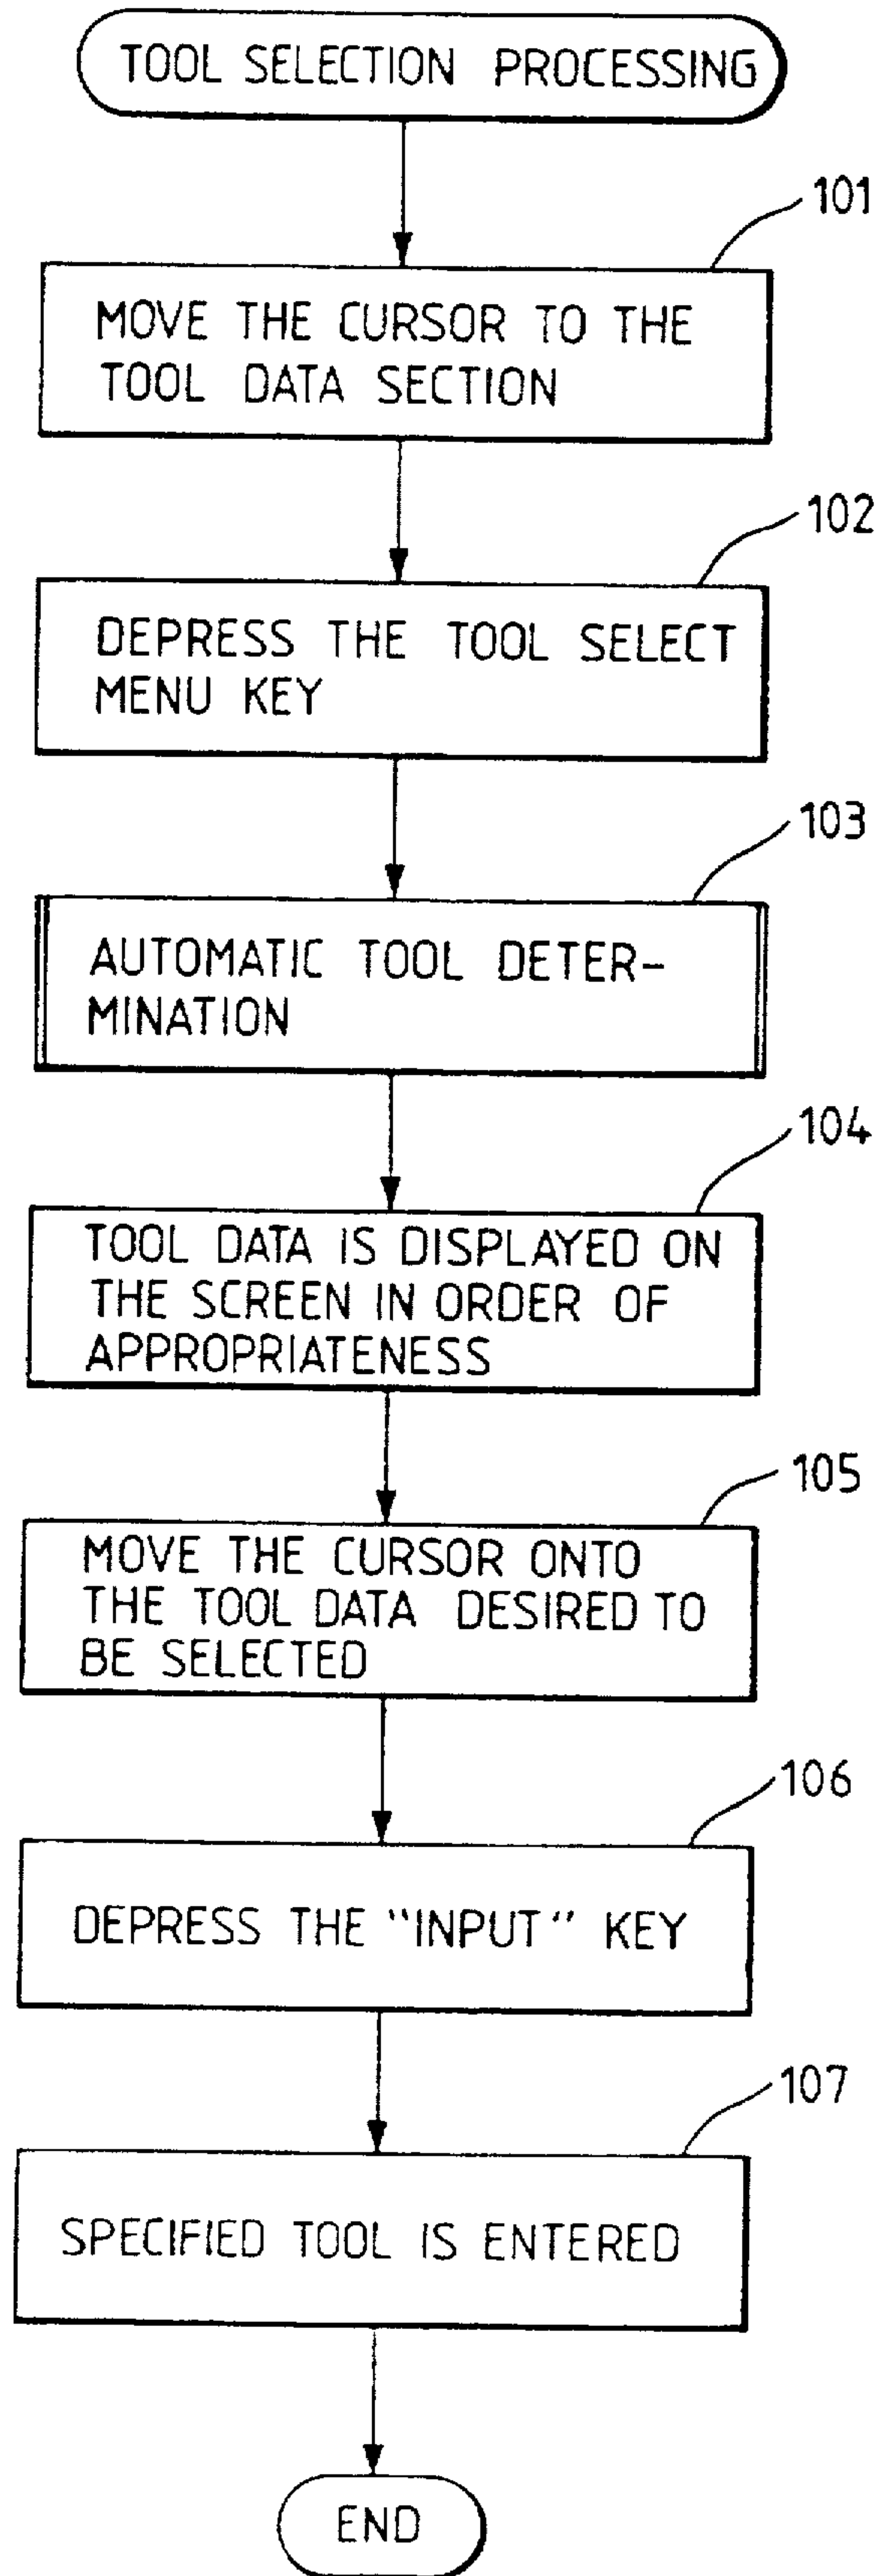 TOOL SELECTION PROCESSING
101
MOVE THE CURSOR TO THE
TOOL DATA SECTION
102
DEPRESS THE TOOL SELECT
MENU KEY
103
AUTOMATIC TOOL DETER-
MINATION
104
TOOL DATA IS DISPLAYED ON
THE SCREEN IN ORDER OF
APPROPRIATENESS
105
MOVE THE CURSOR ONTO
THE TOOL DATA DESIRED TO
BE SELECTED
106
DEPRESS THE "INPUT" KEY
107
SPECIFIED TOOL IS ENTERED
END